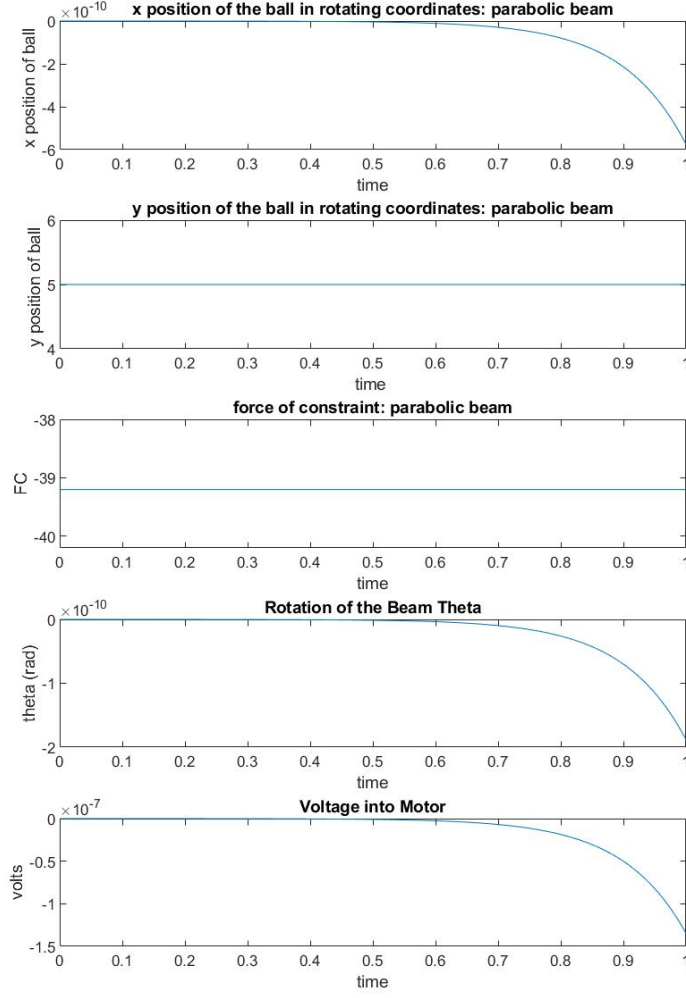 ×10⁻¹⁰
x position of the ball in rotating coordinates: parabolic beam
0
-2
-4
-6
x position of ball
0 0.1 0.2 0.3 0.4 0.5 0.6 0.7 0.8 0.9 1
time
y position of the ball in rotating coordinates: parabolic beam
6
5
4
y position of ball
0 0.1 0.2 0.3 0.4 0.5 0.6 0.7 0.8 0.9 1
time
force of constraint: parabolic beam
-38
-39
-40
FC
0 0.1 0.2 0.3 0.4 0.5 0.6 0.7 0.8 0.9 1
time
×10⁻¹⁰
Rotation of the Beam Theta
0
-1
-2
theta (rad)
0 0.1 0.2 0.3 0.4 0.5 0.6 0.7 0.8 0.9 1
time
×10⁻⁷
Voltage into Motor
0
-0.5
-1
-1.5
volts
0 0.1 0.2 0.3 0.4 0.5 0.6 0.7 0.8 0.9 1
time